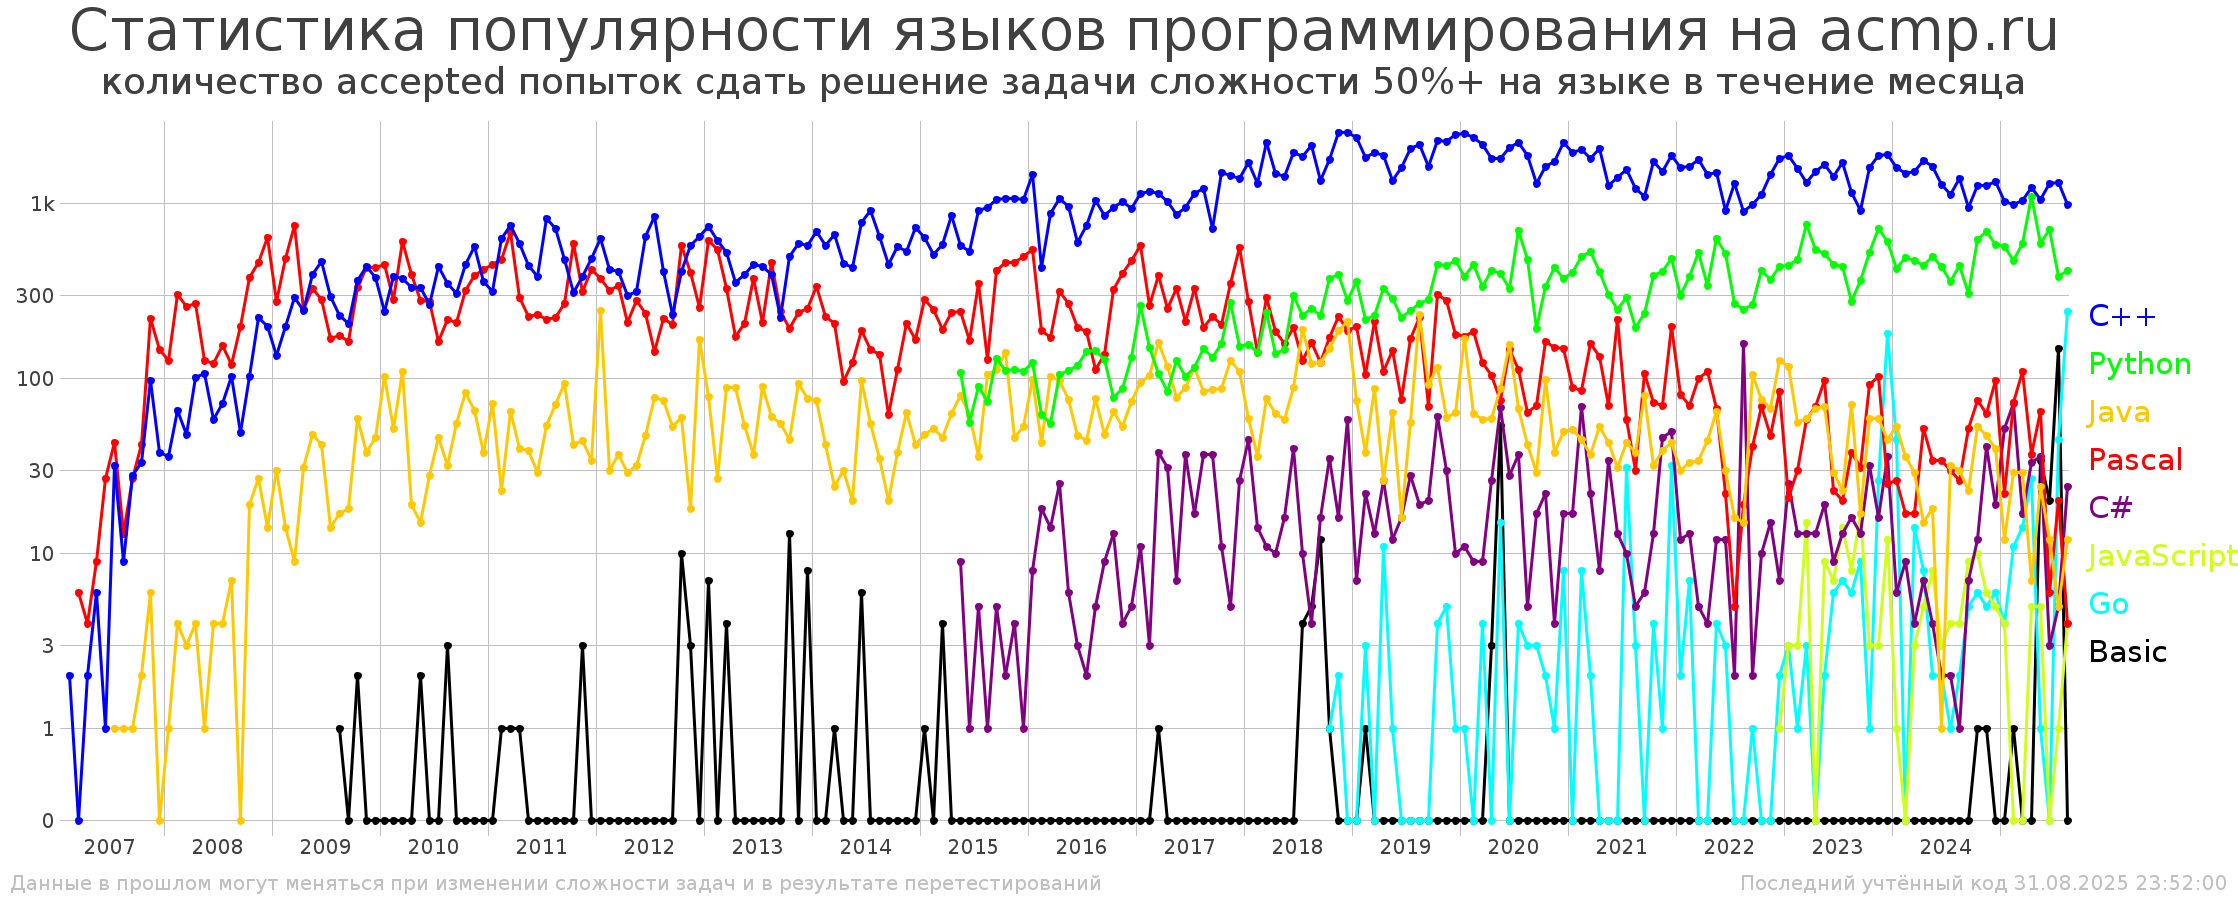 Статистика популярности языков программирования на acmp.ru
количество accepted попыток сдать решение задачи сложности 50%+ на языке в течение месяца
1k
300
100
30
10
3
1
0
C++
Python
Java
Pascal
C#
JavaScript
Go
Basic
2007 2008 2009 2010 2011 2012 2013 2014 2015 2016 2017 2018 2019 2020 2021 2022 2023 2024
Данные в прошлом могут меняться при изменении сложности задач и в результате перетестирований
Последний учтённый код 31.08.2025 23:52:00